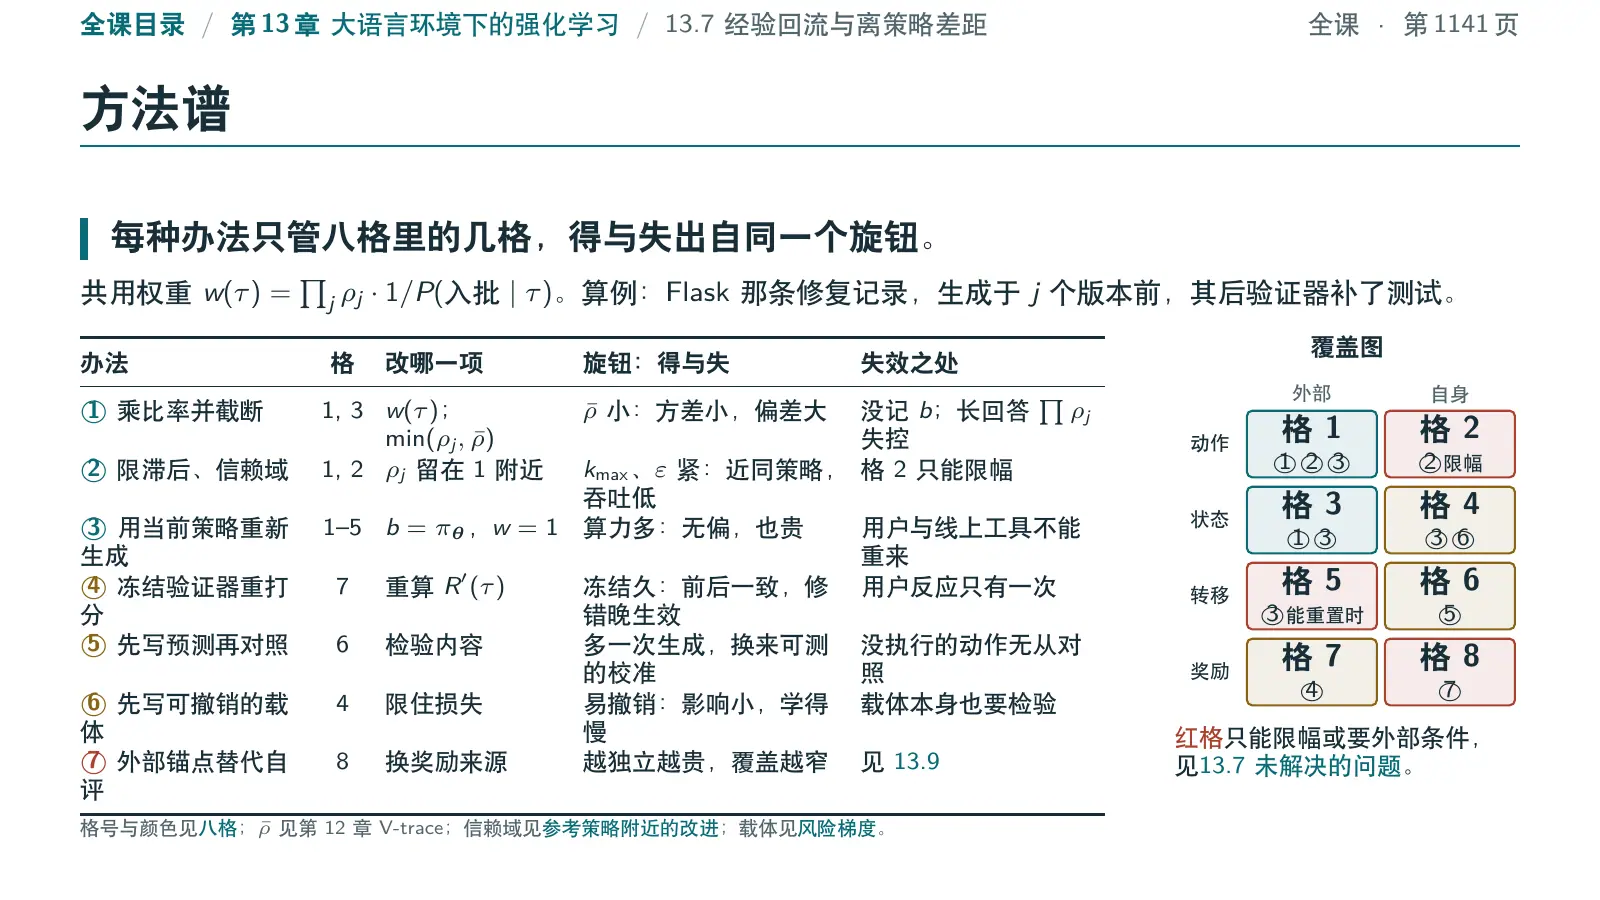 全课目录 / 第13章 大语言环境下的强化学习 / 13.7 经验回流与离策略差距
全课 · 第1141页
方法谱
每种办法只管八格里的几格，得与失出自同一个旋钮。
共用权重 w(τ) = ∏_j ρ_j · 1/P(入批 | τ)。算例：Flask 那条修复记录，生成于 j 个版本前，其后验证器补了测试。
办法 格 改哪一项 旋钮：得与失 失效之处
① 乘比率并截断 1, 3 w(τ)； ρ̄ 小：方差小，偏差大 没记 b；长回答 ∏ ρ_j
min(ρ_j, ρ̄) 失控
② 限滞后、信赖域 1, 2 ρ_j 留在 1 附近 k_max、ε 紧：近同策略， 格 2 只能限幅
吞吐低
③ 用当前策略重新 1–5 b = π_θ，w = 1 算力多：无偏，也贵 用户与线上工具不能
生成 重来
④ 冻结验证器重打 7 重算 R′(τ) 冻结久：前后一致，修 用户反应只有一次
分 错晚生效
⑤ 先写预测再对照 6 检验内容 多一次生成，换来可测 没执行的动作无从对
的校准 照
⑥ 先写可撤销的载 4 限住损失 易撤销：影响小，学得 载体本身也要检验
体 慢
⑦ 外部锚点替代自 8 换奖励来源 越独立越贵，覆盖越窄 见 13.9
评
格号与颜色见八格；ρ̄ 见第 12 章 V-trace；信赖域见参考策略附近的改进；载体见风险梯度。
覆盖图
外部 自身
动作 格 1 格 2
①②③ ②限幅
状态 格 3 格 4
①③ ③⑥
转移 格 5 格 6
③能重置时 ⑤
奖励 格 7 格 8
④ ⑦
红格只能限幅或要外部条件，
见13.7 未解决的问题。